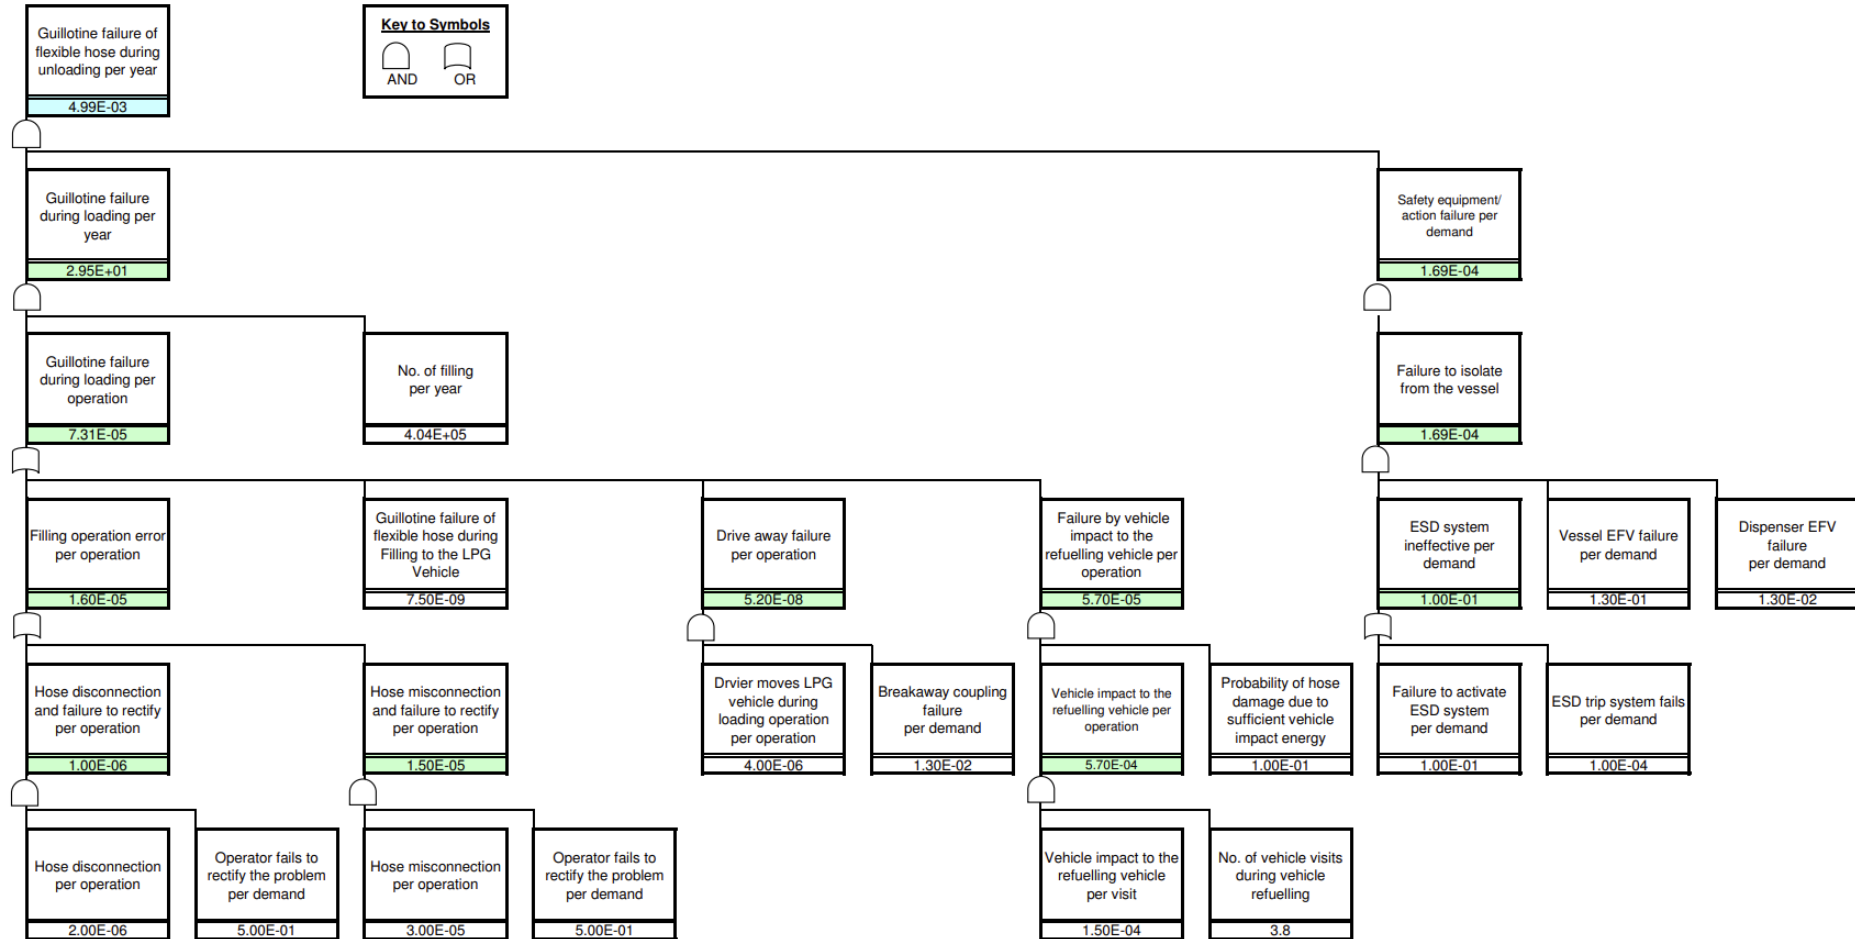 Guillotine failure of
flexible hose during
unloading per year
4.99E-03
Key to Symbols
AND
OR
Guillotine failure
during loading per
year
2.95E+01
Safety equipment/
action failure per
demand
1.69E-04
Guillotine failure
during loading per
operation
7.31E-05
No. of filling
per year
4.04E+05
Failure to isolate
from the vessel
1.69E-04
Filling operation error
per operation
1.60E-05
Guillotine failure of
flexible hose during
Filling to the LPG
Vehicle
7.50E-09
Drive away failure
per operation
5.20E-08
Failure by vehicle
impact to the
refuelling vehicle per
operation
5.70E-05
ESD system
ineffective per
demand
1.00E-01
Vessel EFV failure
per demand
1.30E-01
Dispenser EFV
failure
per demand
1.30E-02
Hose disconnection
and failure to rectify
per operation
1.00E-06
Hose misconnection
and failure to rectify
per operation
1.50E-05
Drvier moves LPG
vehicle during
loading operation
per operation
4.00E-06
Breakaway coupling
failure
per demand
1.30E-02
Vehicle impact to the
refuelling vehicle per
operation
5.70E-04
Probability of hose
damage due to
sufficient vehicle
impact energy
1.00E-01
Failure to activate
ESD system
per demand
1.00E-01
ESD trip system fails
per demand
1.00E-04
Hose disconnection
per operation
2.00E-06
Operator fails to
rectify the problem
per demand
5.00E-01
Hose misconnection
per operation
3.00E-05
Operator fails to
rectify the problem
per demand
5.00E-01
Vehicle impact to the
refuelling vehicle
per visit
1.50E-04
No. of vehicle visits
during vehicle
refuelling
3.8